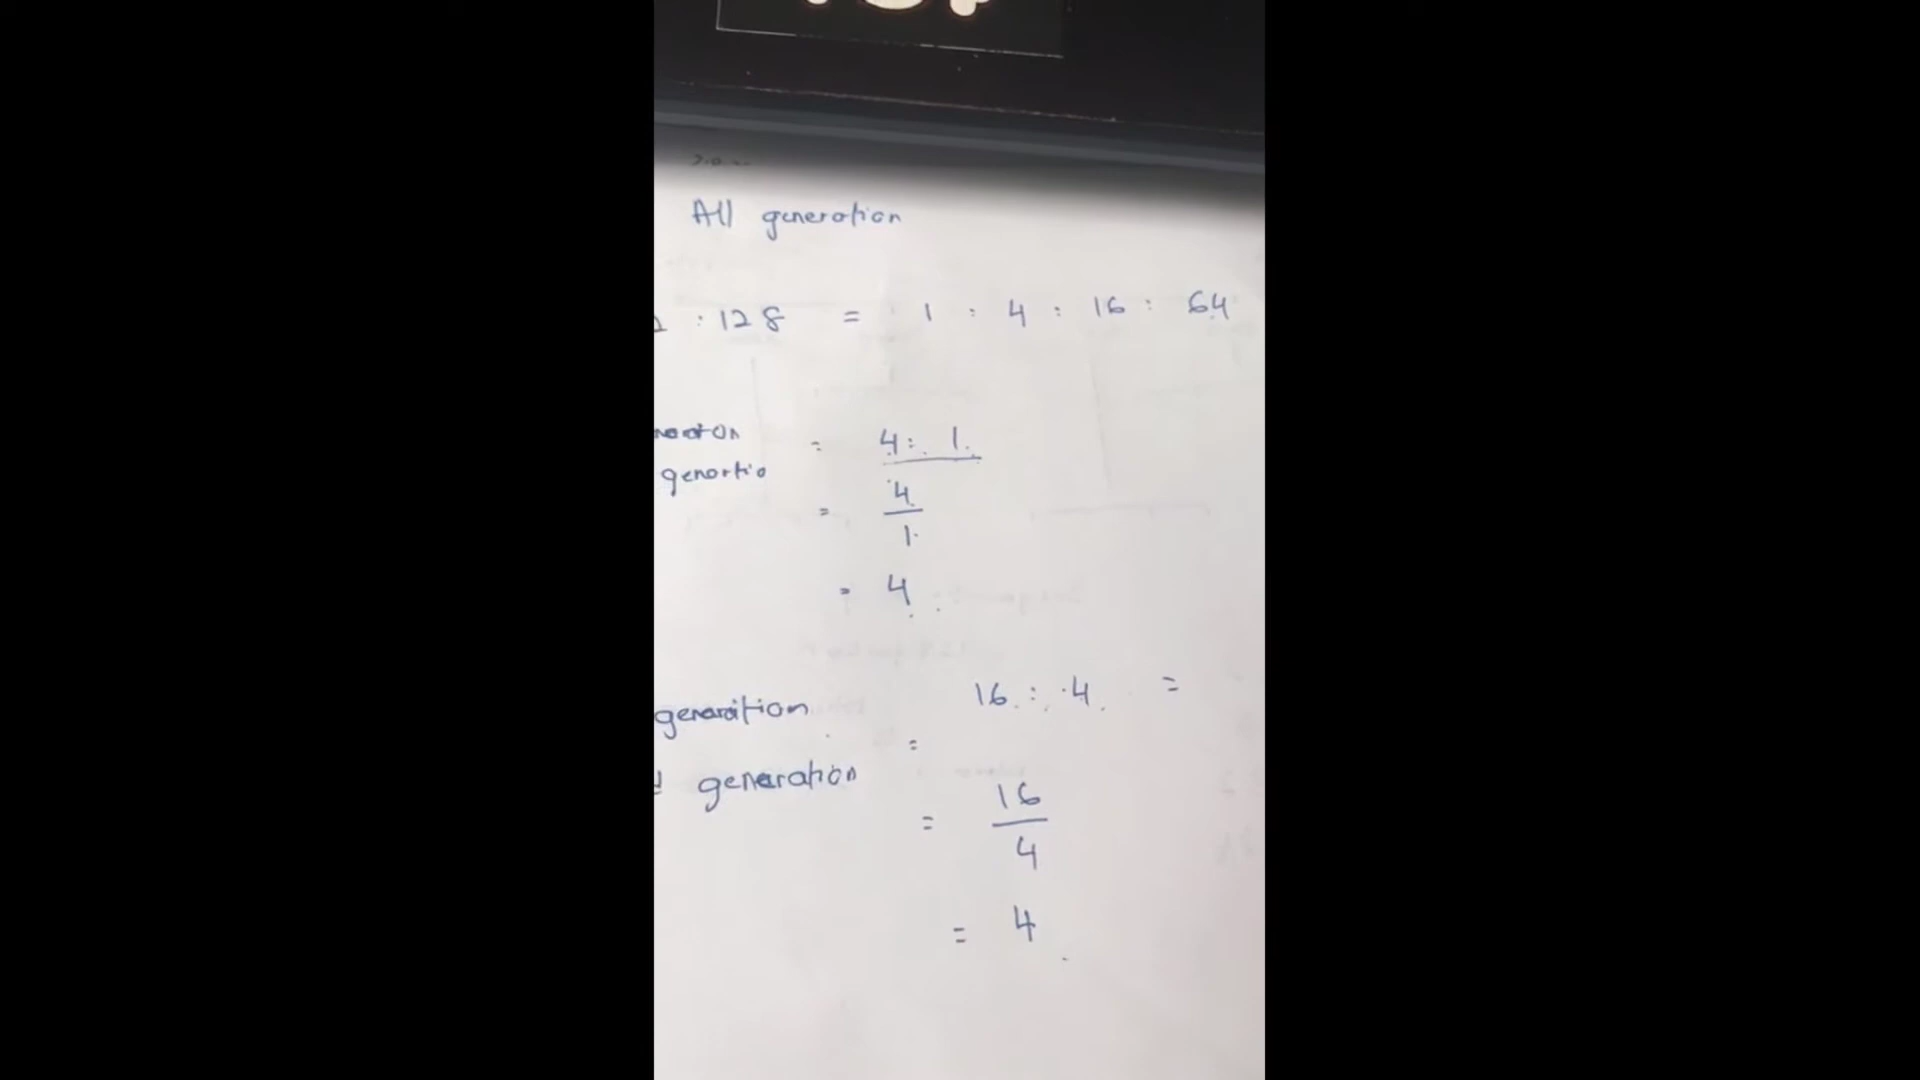 All generation
: 128 = 1 : 4 : 16 : 64
= 4 : 1
genortio
= 4
1
= 4
generaition 16 : 4 =
=
generation
= 16
4
= 4